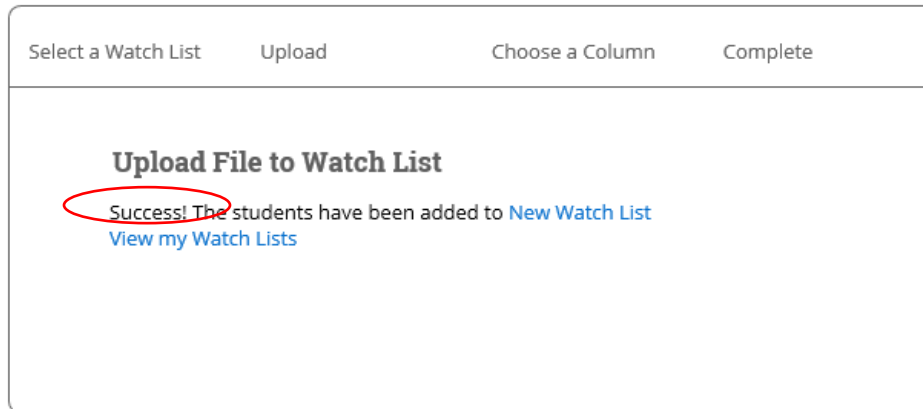 Select a Watch List Upload Choose a Column Complete
Upload File to Watch List
Success! The students have been added to New Watch List
View my Watch Lists